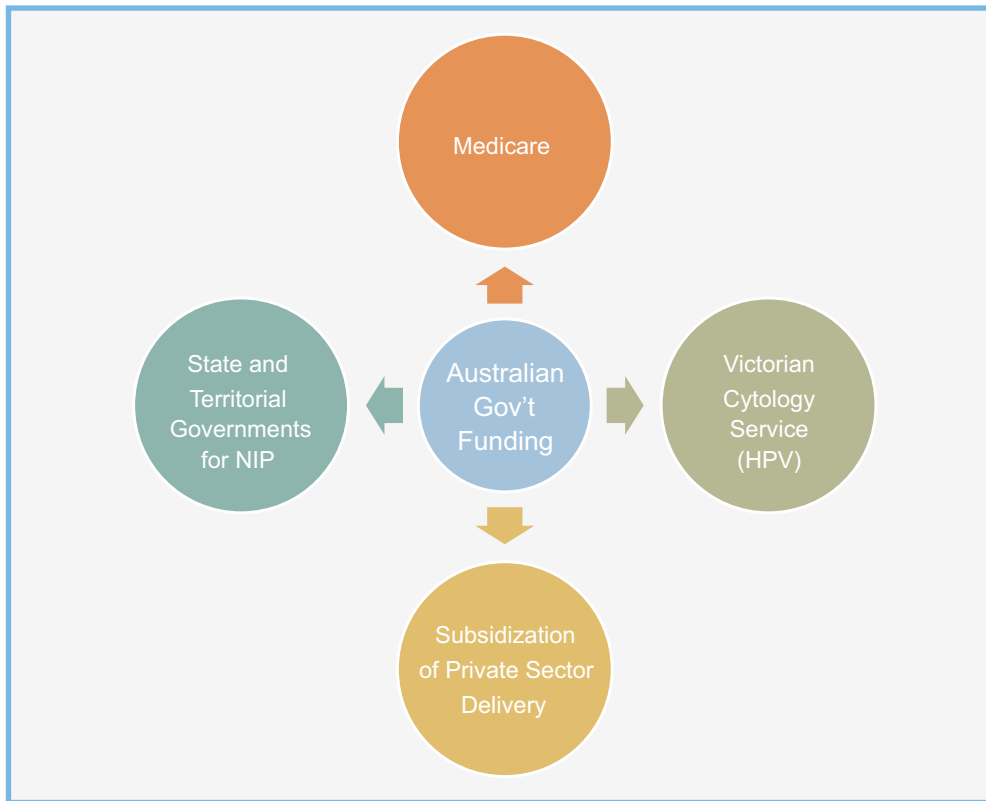 Medicare
State and
Territorial
Governments
for NIP
Australian
Gov’t
Funding
Victorian
Cytology
Service
(HPV)
Subsidization
of Private Sector
Delivery